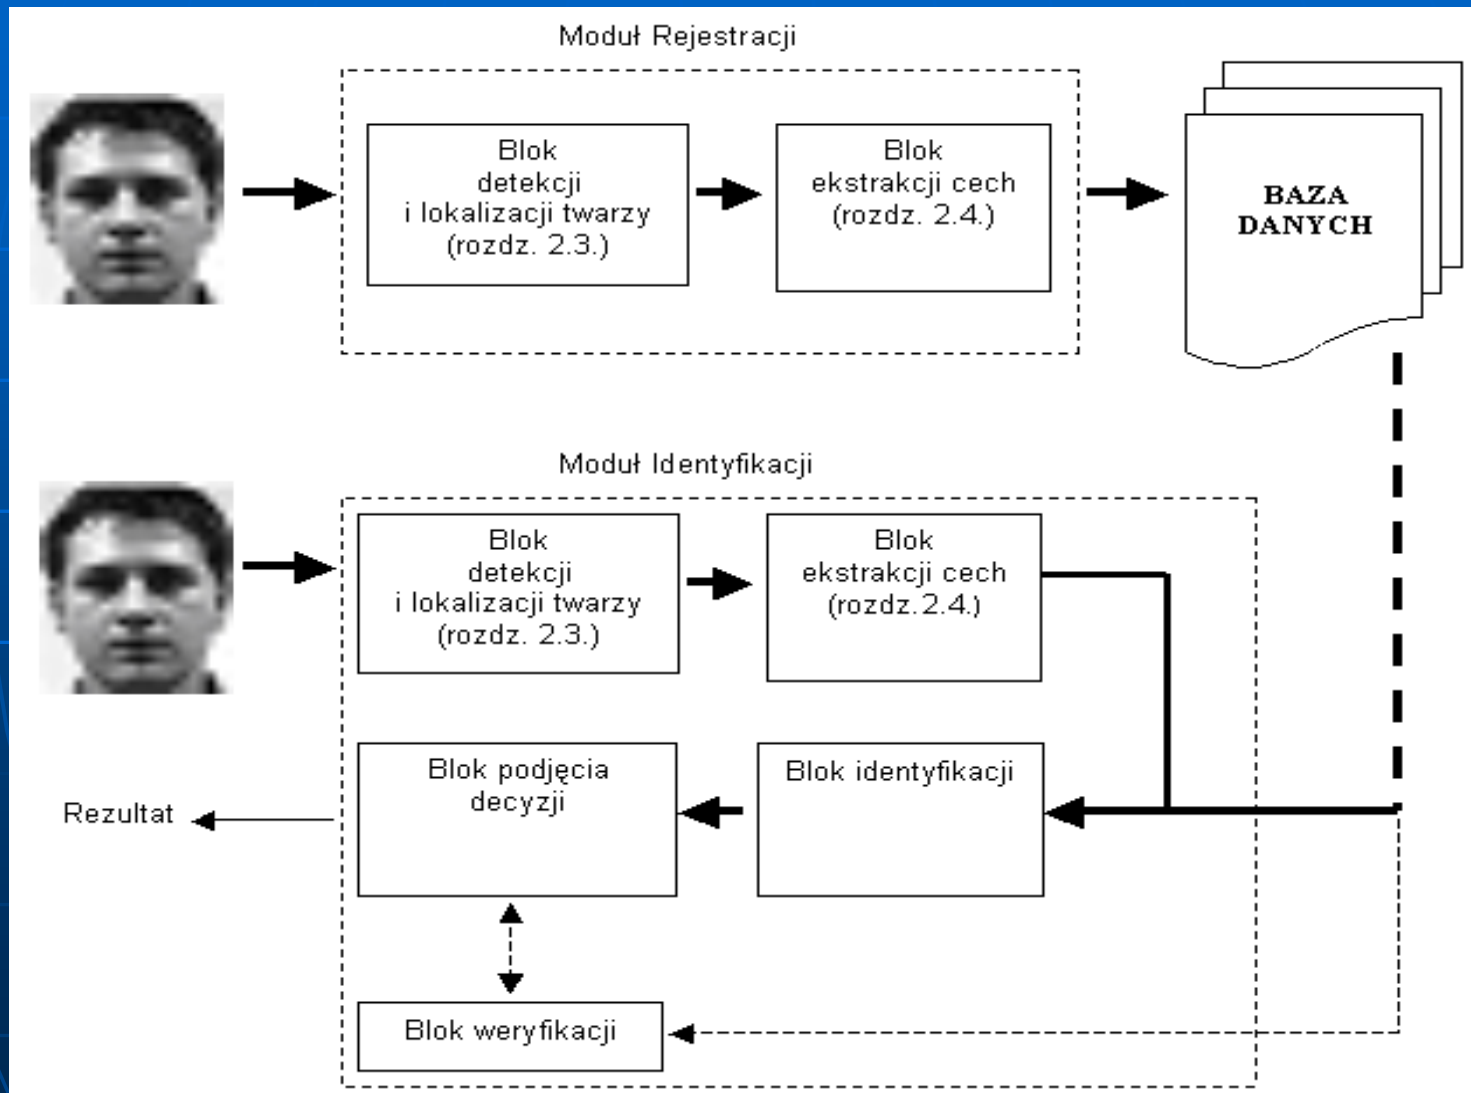 Moduł Rejestracji
Blok
detekcji
i lokalizacji twarzy
(rozdz. 2.3.)
Blok
ekstrakcji cech
(rozdz. 2.4.)
BAZA
DANYCH
Moduł Identyfikacji
Blok
detekcji
i lokalizacji twarzy
(rozdz. 2.3.)
Blok
ekstrakcji cech
(rozdz.2.4.)
Rezultat
Blok podjęcia
decyzji
Blok identyfikacji
Blok weryfikacji